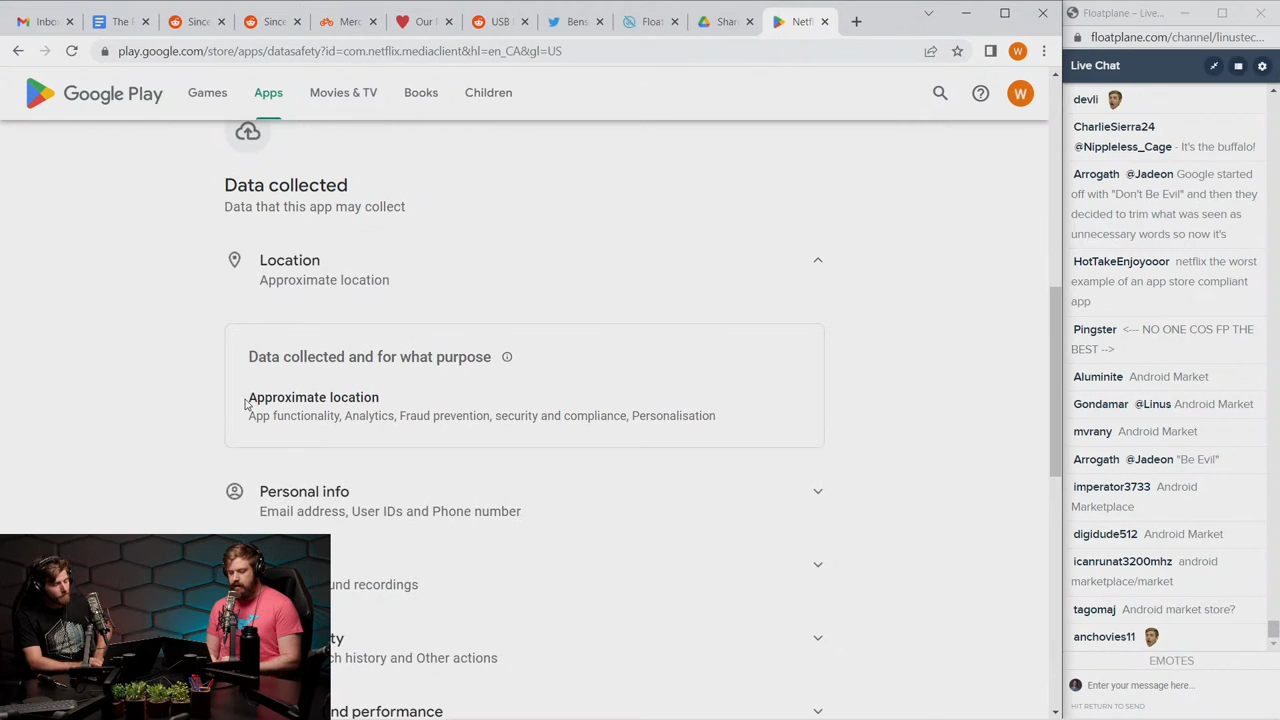 Inbox
The
Since
Since
Merc
Our
USB
Bens
Float
Shar
Netfl
play.google.com/store/apps/datasafety?id=com.netflix.mediaclient&hl=en_CA&gl=US
W
Google Play
Games
Apps
Movies & TV
Books
Children
W
Data collected
Data that this app may collect
Location
Approximate location
Data collected and for what purpose
Approximate location
App functionality, Analytics, Fraud prevention, security and compliance, Personalisation
Personal info
Email address, User IDs and Phone number
und recordings
ty
ch history and Other actions
nd performance
Floatplane – Live...
floatplane.com/channel/linustec...
Live Chat
devli
CharlieSierra24
@Nippleless_Cage - It's the buffalo!
Arrogath @Jadeon Google started
off with "Don't Be Evil" and then they
decided to trim what was seen as
unnecessary words so now it's
HotTakeEnjoyooor netflix the worst
example of an app store compliant
app
Pingster <--- NO ONE COS FP THE
BEST -->
Aluminite Android Market
Gondamar @Linus Android Market
mvrany Android Market
Arrogath @Jadeon "Be Evil"
imperator3733 Android
Marketplace
digidude512 Android Market
icanrunat3200mhz android
marketplace/market
tagomaj Android market store?
anchovies11
EMOTES
Enter your message here...
HIT RETURN TO SEND